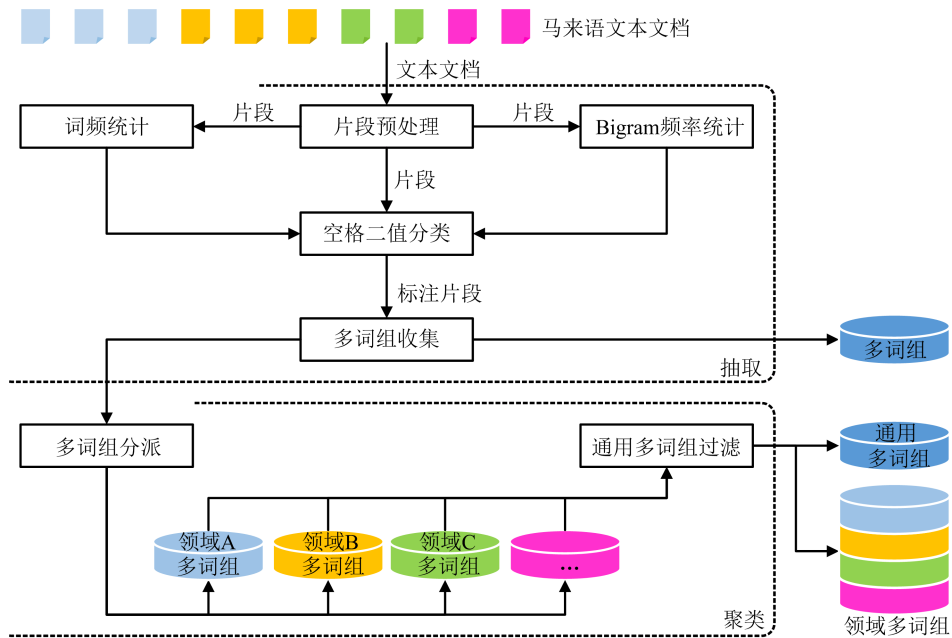 马来语文本文档
文本文档
词频统计
片段
片段预处理
片段
Bigram频率统计
片段
空格二值分类
标注片段
多词组收集
多词组
抽取
多词组分派
通用多词组过滤
通用
多词组
领域A
多词组
领域B
多词组
领域C
多词组
...
聚类
领域多词组